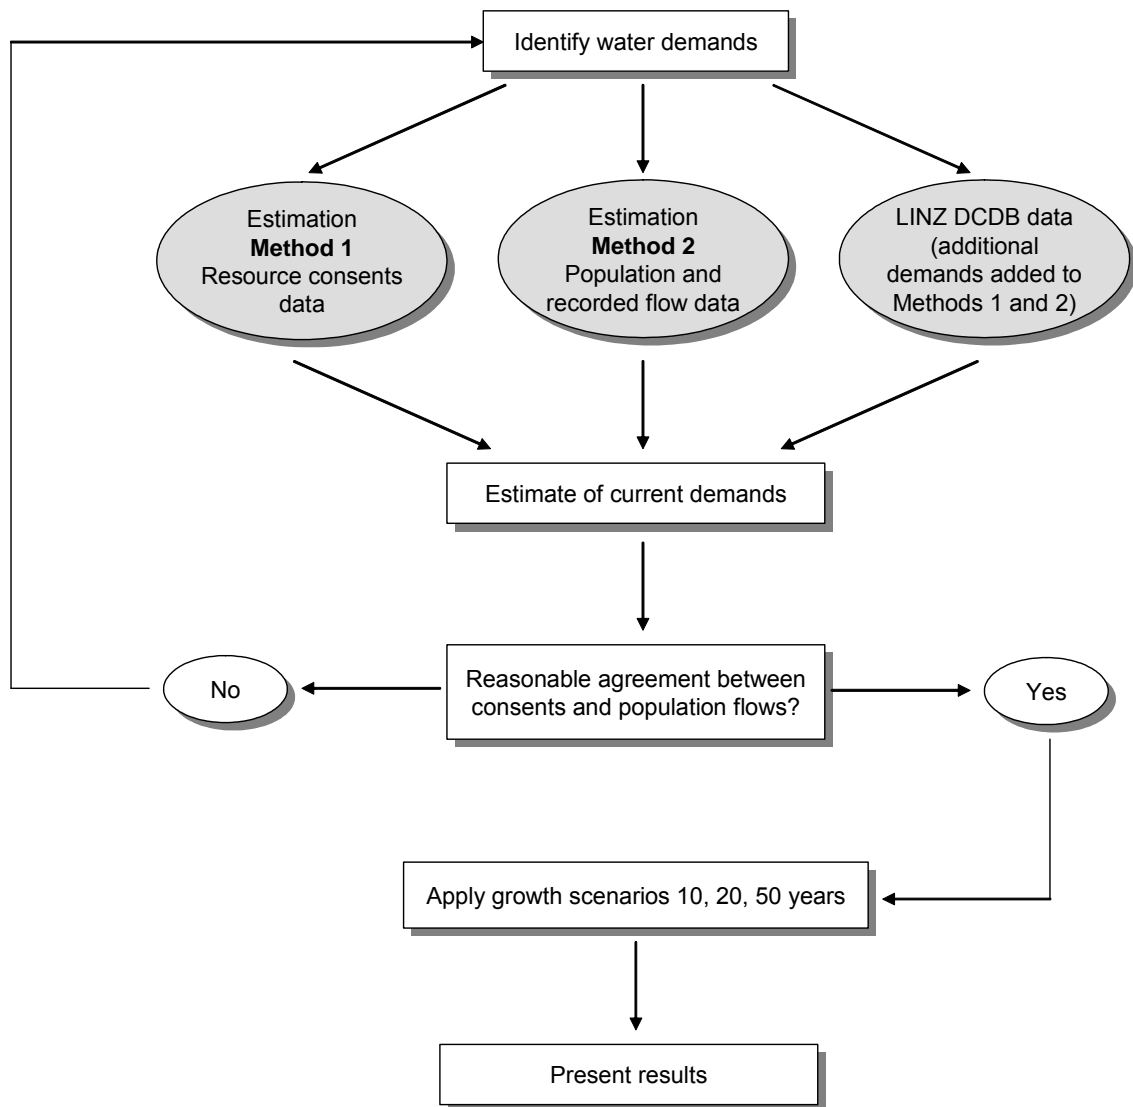 Identify water demands
Estimation
Method 1
Resource consents
data
Estimation
Method 2
Population and
recorded flow data
LINZ DCDB data
(additional
demands added to
Methods 1 and 2)
Estimate of current demands
No
Reasonable agreement between
consents and population flows?
Yes
Apply growth scenarios 10, 20, 50 years
Present results